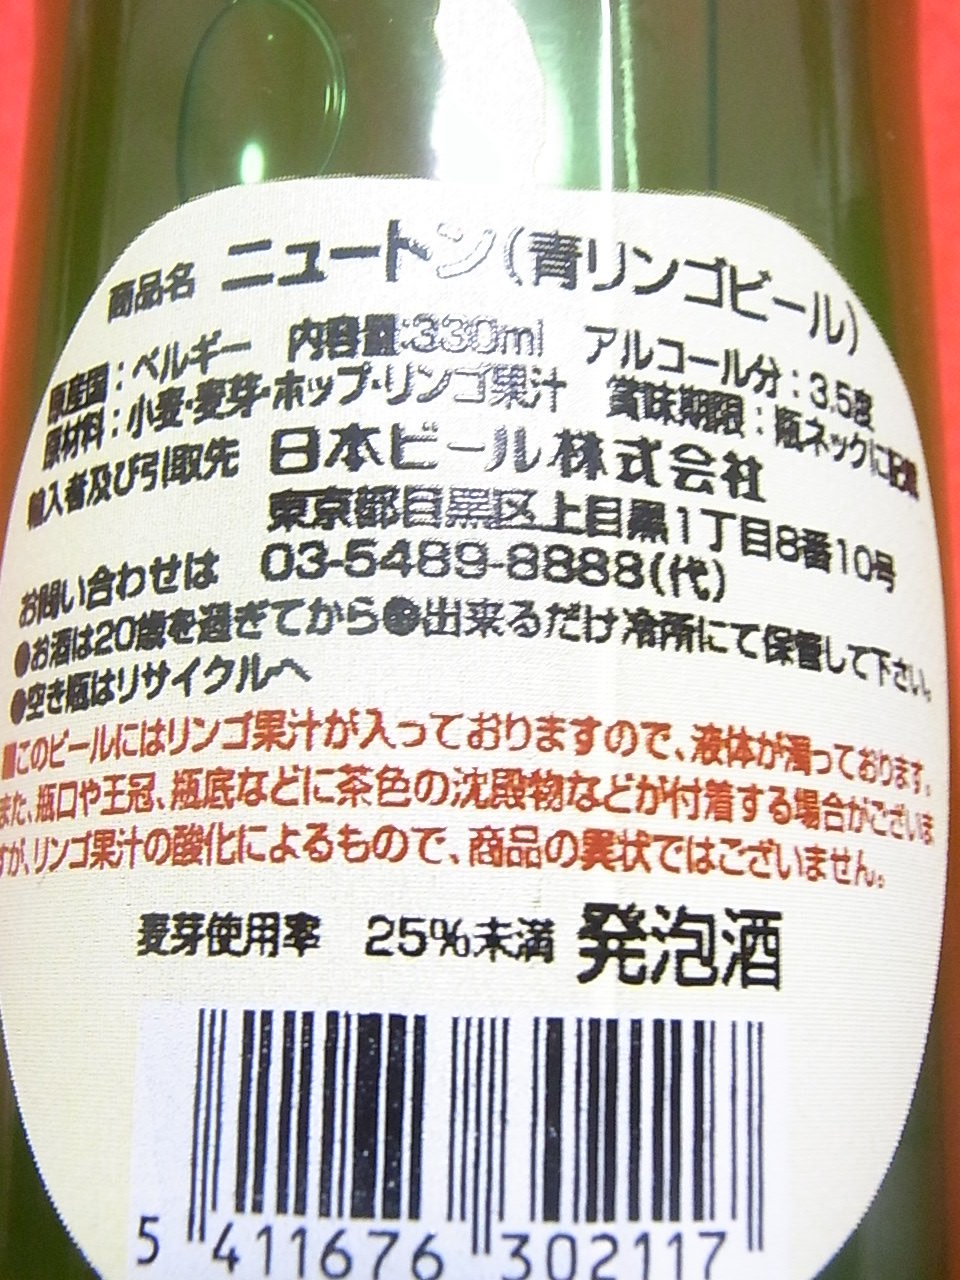 商品名 ニュートン(青リンゴビール)
原産国:ベルギー 内容量:330ml アルコール分:3.5度
原材料:小麦・麦芽・ホップ・リンゴ果汁 賞味期限:瓶ネックに記載
輸入者及び引取先 日本ビール株式会社
東京都目黒区上目黒1丁目8番10号
お問い合わせは 03-5489-8888(代)
●お酒は20歳を過ぎてから●出来るだけ冷所にて保管して下さい。
●空き瓶はリサイクルへ
■このビールにはリンゴ果汁が入っておりますので、液体が濁っております。
また、瓶口や王冠、瓶底などに茶色の沈殿物などが付着する場合がございま
すが、リンゴ果汁の酸化によるもので、商品の異状ではございません。
麦芽使用率 25%未満 発泡酒
5 411676 302117